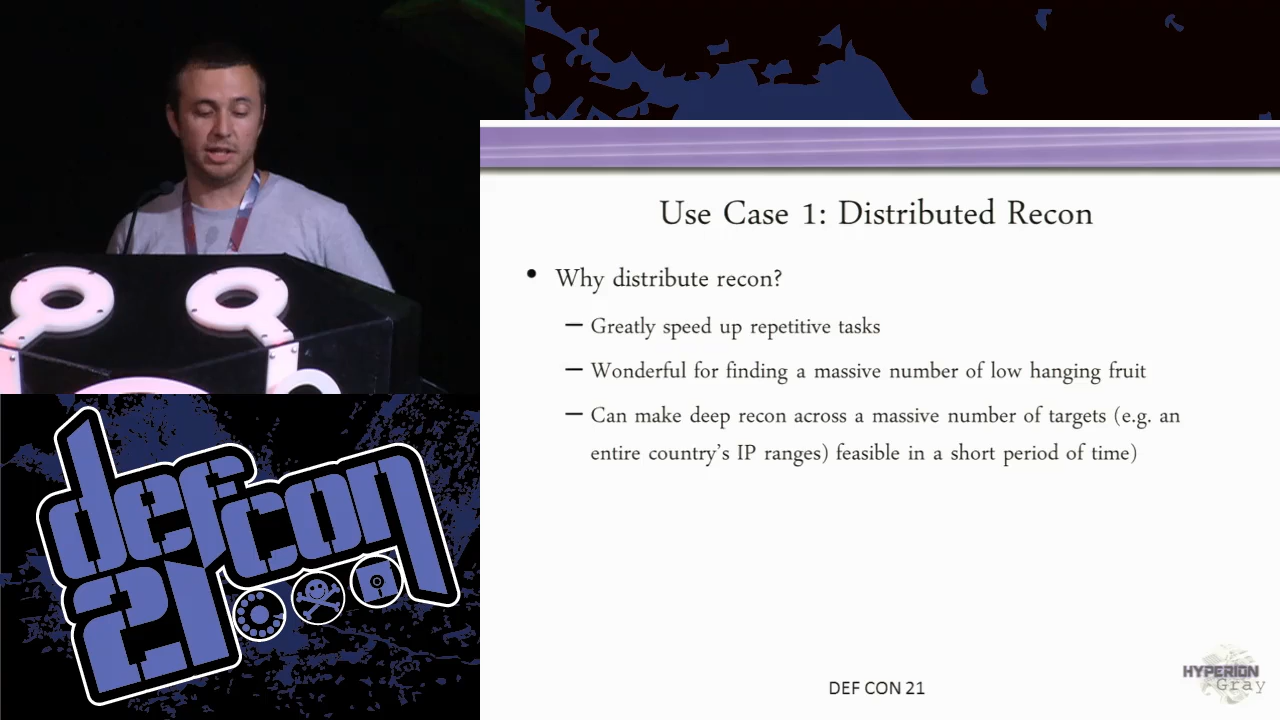 Use Case 1: Distributed Recon
• Why distribute recon?
– Greatly speed up repetitive tasks
– Wonderful for finding a massive number of low hanging fruit
– Can make deep recon across a massive number of targets (e.g. an
entire country's IP ranges) feasible in a short period of time)
defcon
21
DEF CON 21
HYPERION
Gray